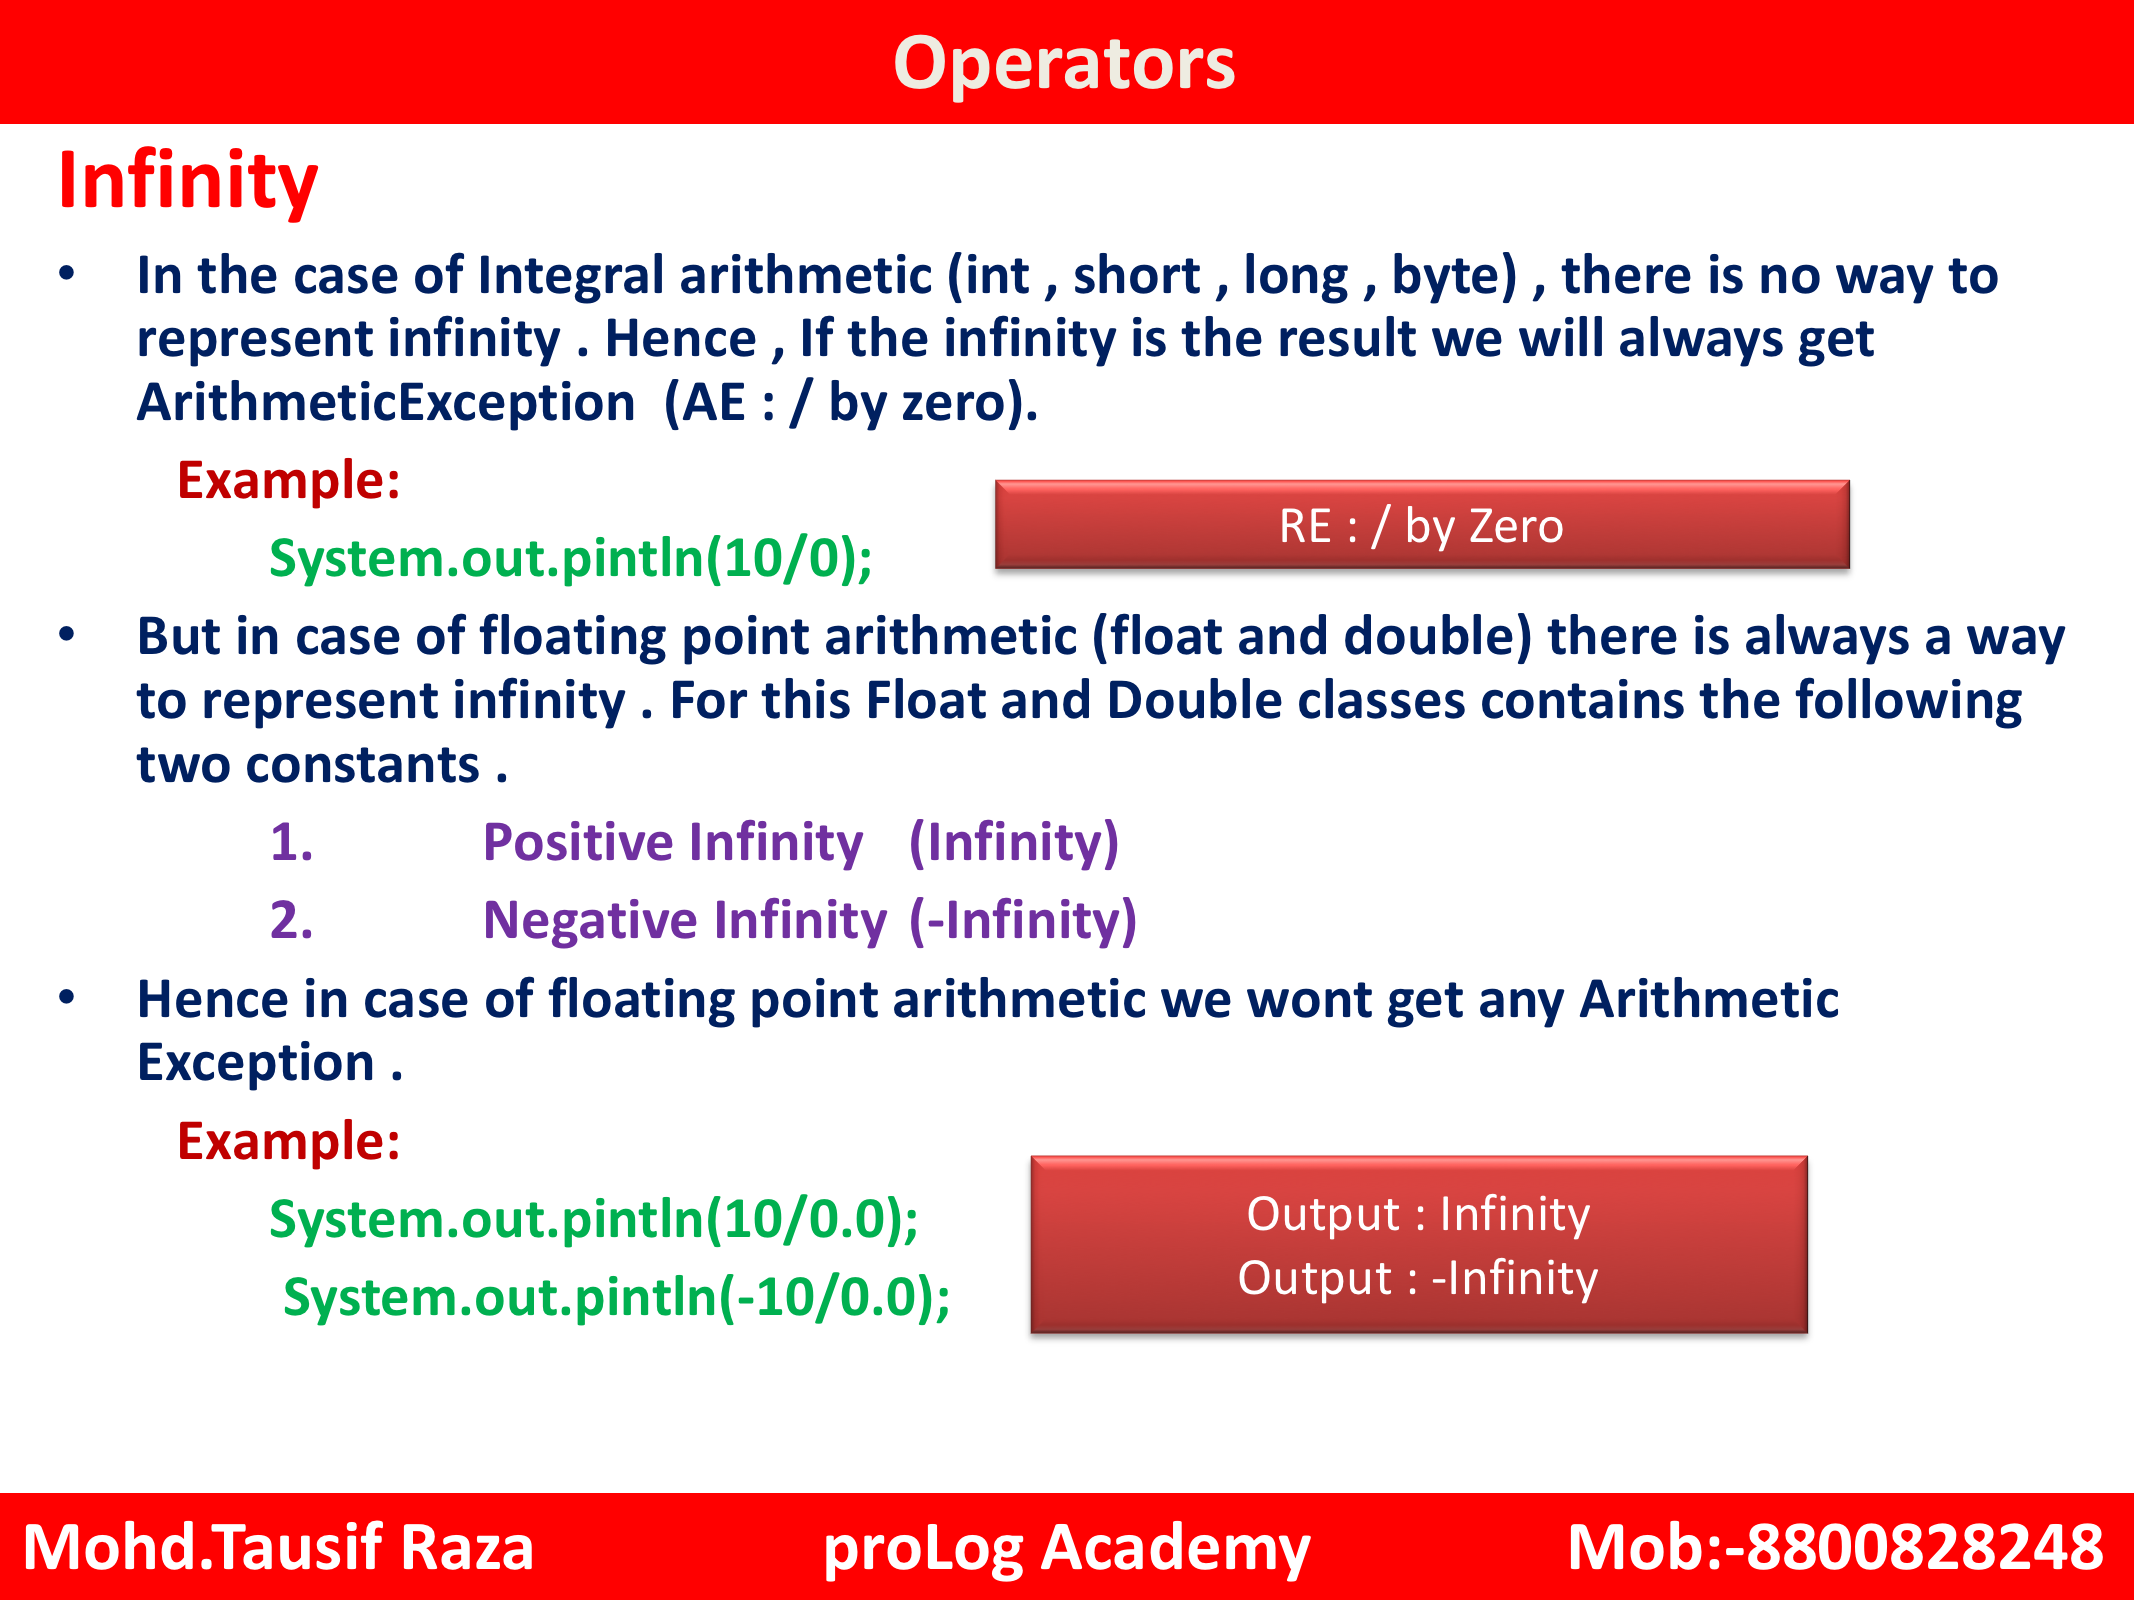 Operators
Infinity
• In the case of Integral arithmetic (int , short , long , byte) , there is no way to
represent infinity . Hence , If the infinity is the result we will always get
ArithmeticException (AE : / by zero).
Example:
System.out.pintln(10/0);
RE : / by Zero
• But in case of floating point arithmetic (float and double) there is always a way
to represent infinity . For this Float and Double classes contains the following
two constants .
1. Positive Infinity (Infinity)
2. Negative Infinity (-Infinity)
• Hence in case of floating point arithmetic we wont get any Arithmetic
Exception .
Example:
System.out.pintln(10/0.0);
System.out.pintln(-10/0.0);
Output : Infinity
Output : -Infinity
Mohd.Tausif Raza proLog Academy Mob:-8800828248